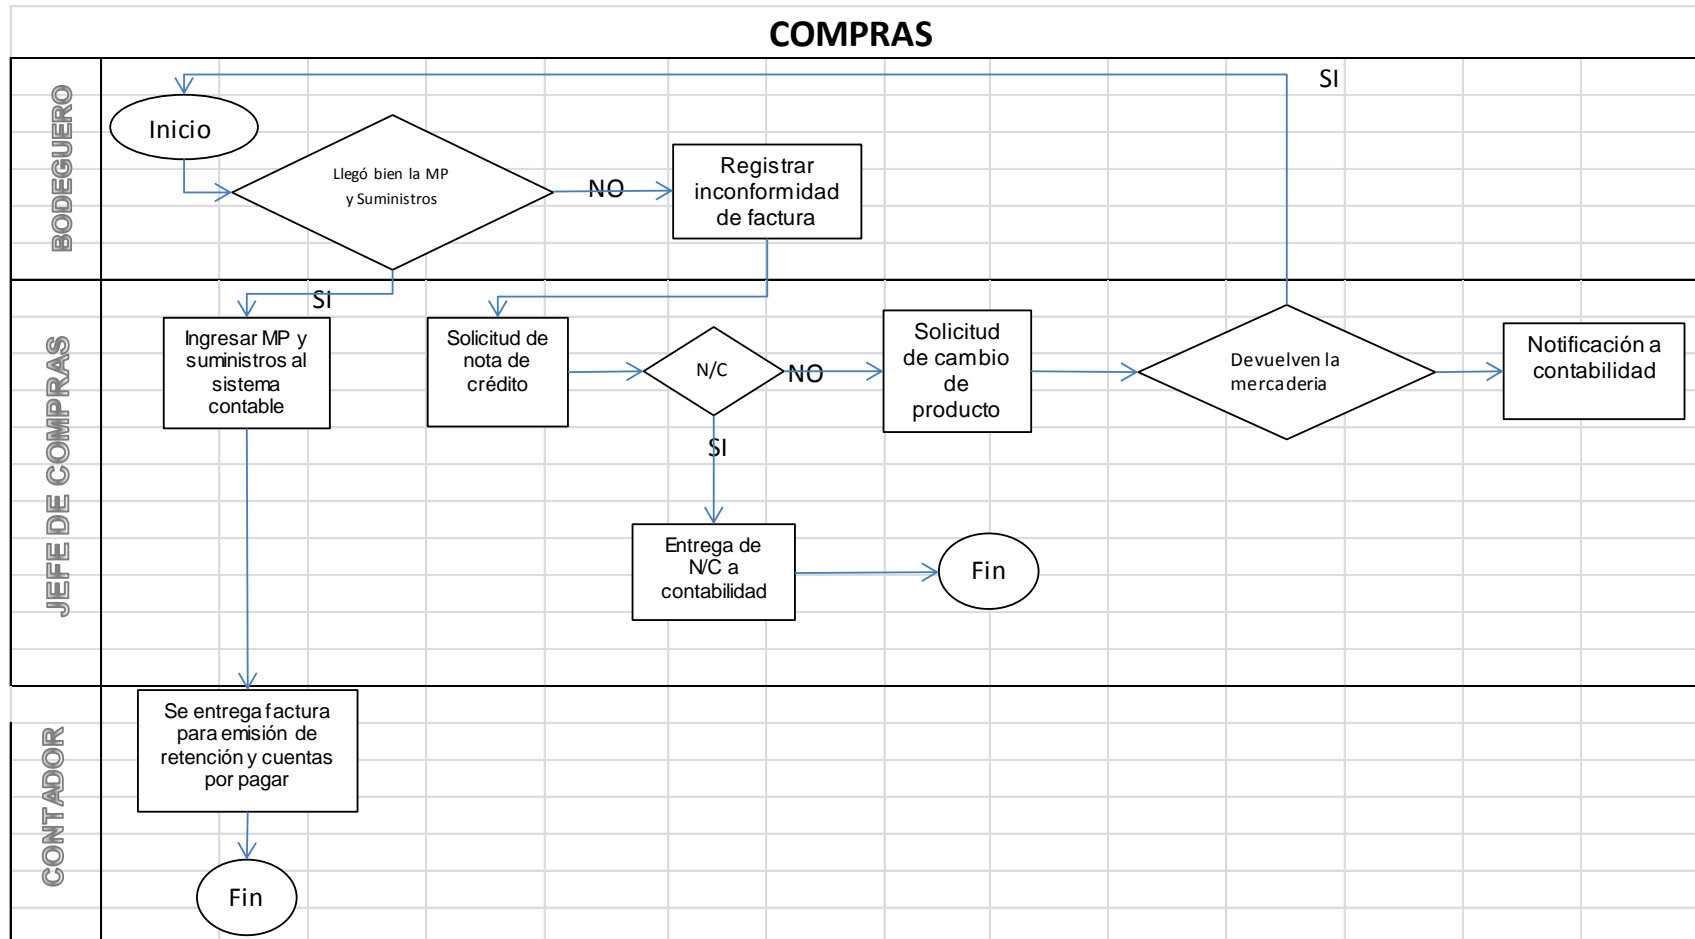 COMPRAS
BODEGUERO
SI
Inicio
Llegó bien la MP
y Suministros
NO
Registrar
inconformidad
de factura
JEFE DE COMPRAS
SI
Ingresar MP y
suministros al
sistema
contable
Solicitud de
nota de
crédito
N/C
NO
Solicitud
de cambio
de
producto
Devuelven la
mercaderia
Notificación a
contabilidad
SI
Entrega de
N/C a
contabilidad
Fin
CONTADOR
Se entrega factura
para emisión de
retención y cuentas
por pagar
Fin